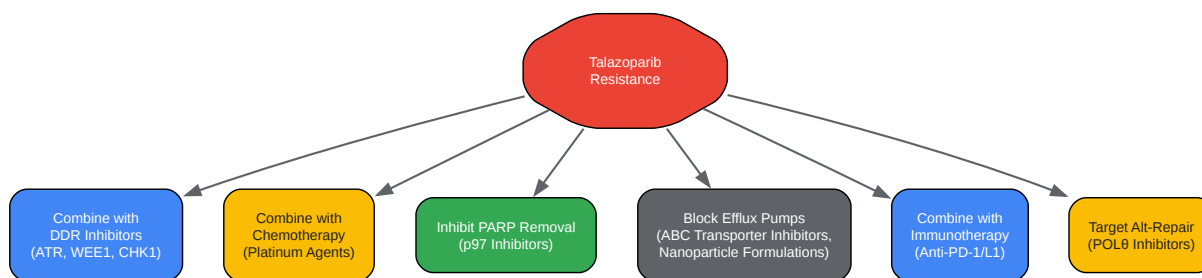 Talazoparib
Resistance
Combine with
DDR Inhibitors
(ATR, WEE1, CHK1)
Combine with
Chemotherapy
(Platinum Agents)
Inhibit PARP Removal
(p97 Inhibitors)
Block Efflux Pumps
(ABC Transporter Inhibitors,
Nanoparticle Formulations)
Combine with
Immunotherapy
(Anti-PD-1/L1)
Target Alt-Repair
(POLθ Inhibitors)